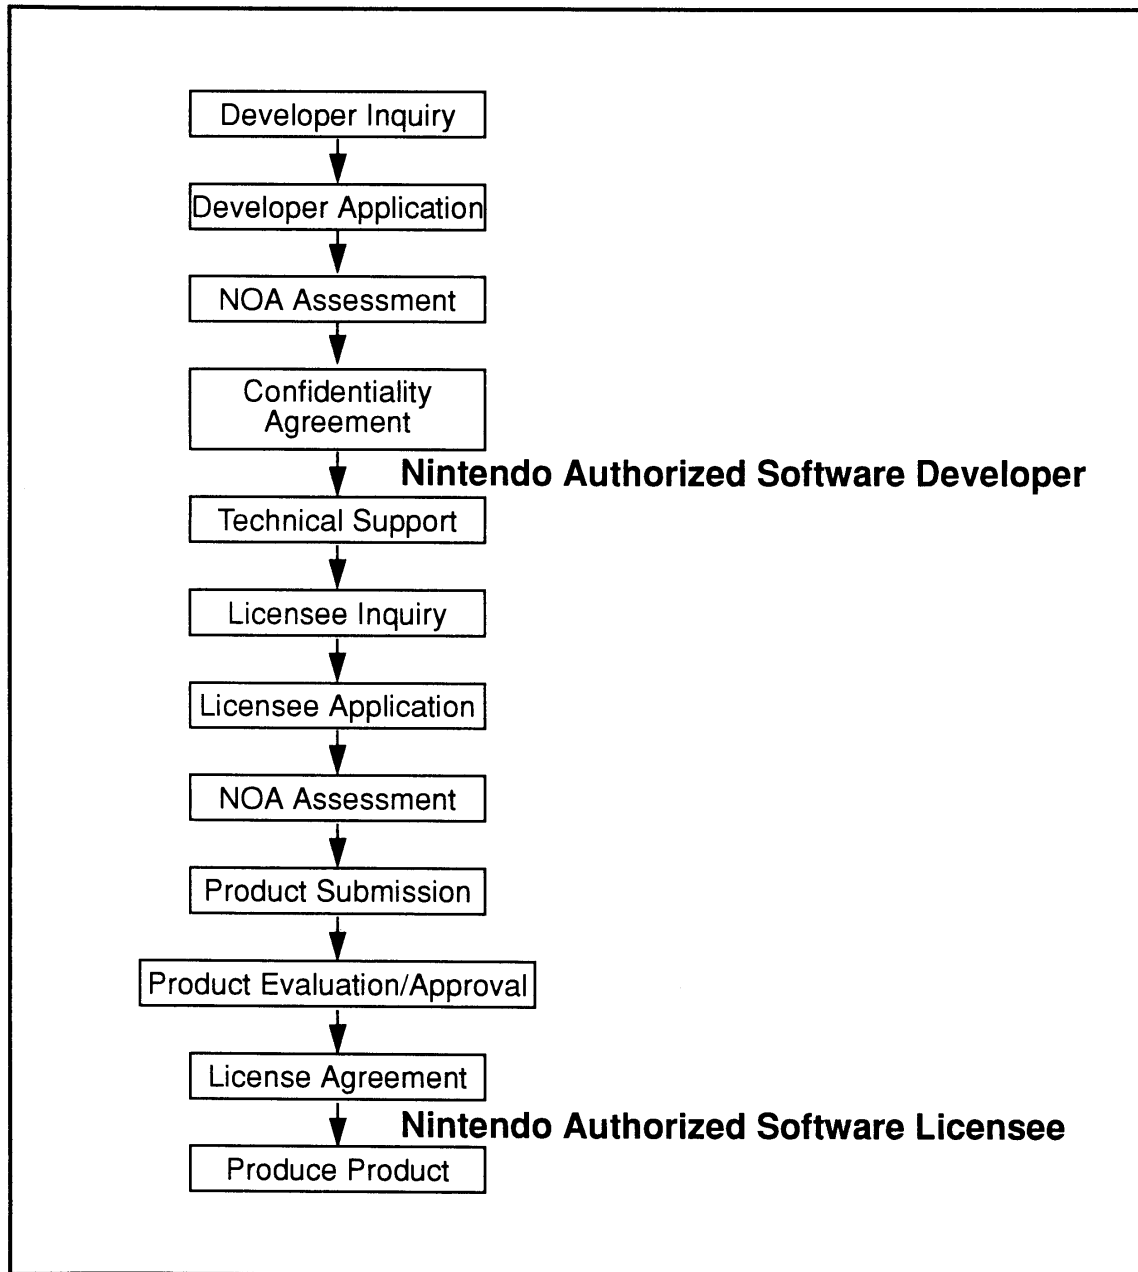 Developer Inquiry
Developer Application
NOA Assessment
Confidentiality
Agreement
Nintendo Authorized Software Developer
Technical Support
Licensee Inquiry
Licensee Application
NOA Assessment
Product Submission
Product Evaluation/Approval
License Agreement
Nintendo Authorized Software Licensee
Produce Product